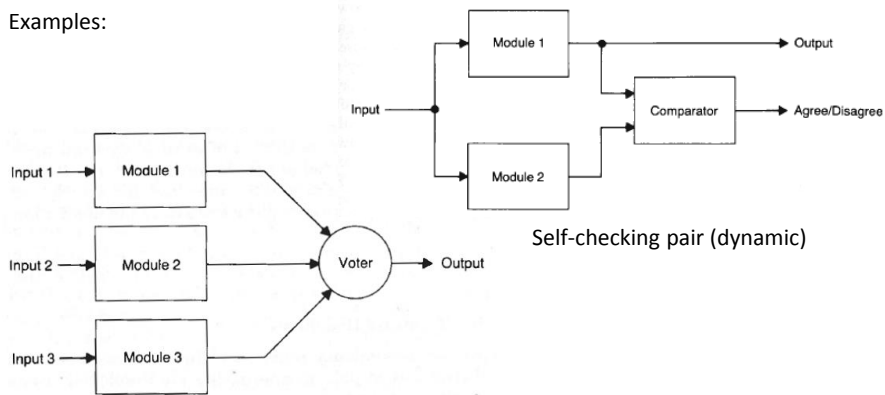 Examples:
Module 1
Output
Input
Comparator
Agree/Disagree
Module 2
Self-checking pair (dynamic)
Input 1
Module 1
Input 2
Module 2
Voter
Output
Input 3
Module 3